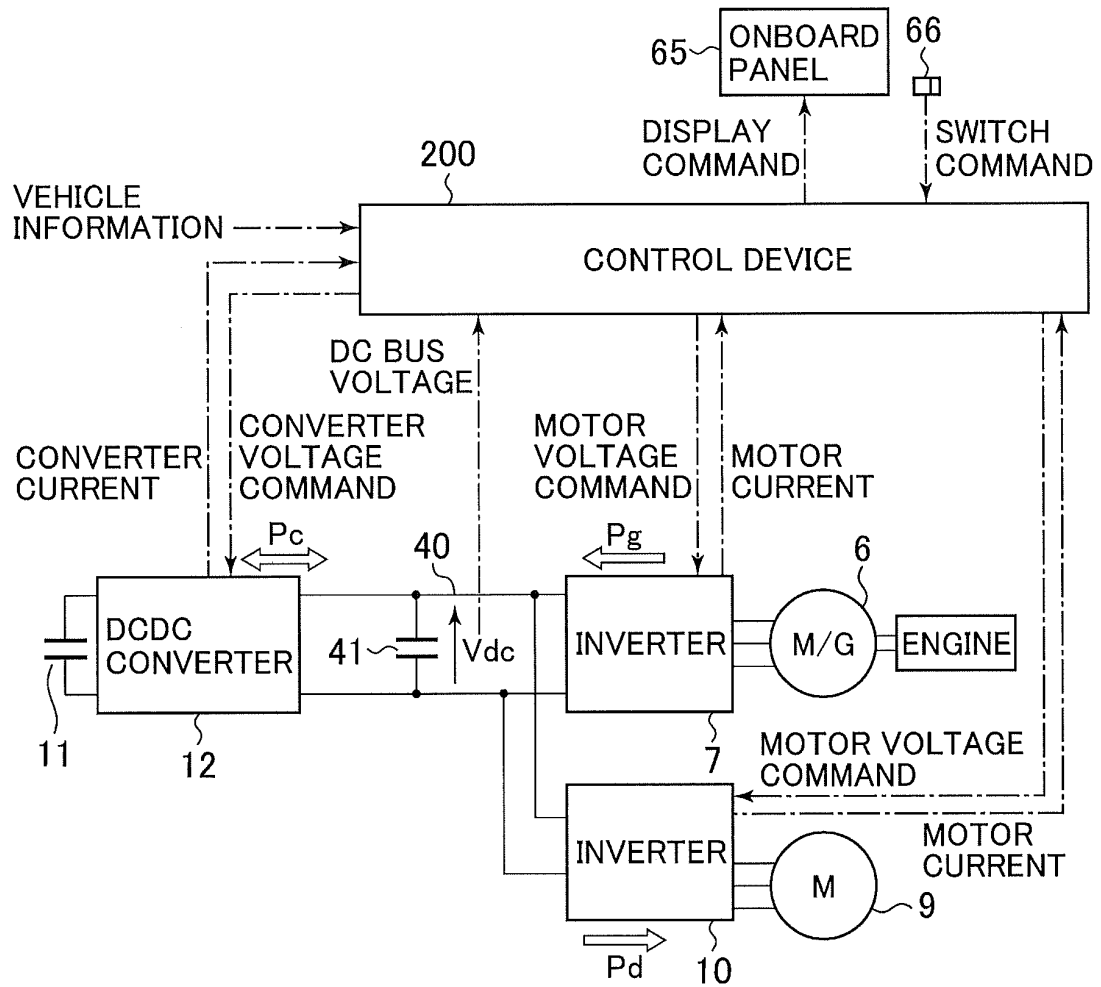 65
ONBOARD
PANEL
66
DISPLAY
COMMAND
SWITCH
COMMAND
200
VEHICLE
INFORMATION
CONTROL DEVICE
DC BUS
VOLTAGE
CONVERTER
CURRENT
CONVERTER
VOLTAGE
COMMAND
MOTOR
VOLTAGE
COMMAND
MOTOR
CURRENT
Pc
40
Pg
6
DCDC
CONVERTER
41
Vdc
INVERTER
M/G
ENGINE
11
12
7
MOTOR VOLTAGE
COMMAND
INVERTER
MOTOR
CURRENT
M
9
Pd
10